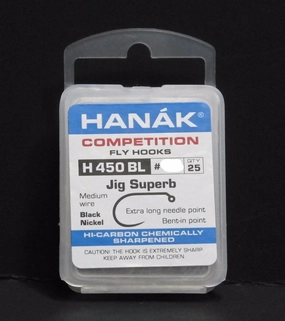 HANÁK®
COMPETITION
FLY HOOKS
H 450 BL # QTY 25
Jig Superb
Medium wire
Black Nickel
Extra long needle point
Bent-in point
HI-CARBON CHEMICALLY
SHARPENED
CAUTION! THE HOOK IS EXTREMELY SHARP
KEEP AWAY FROM CHILDREN